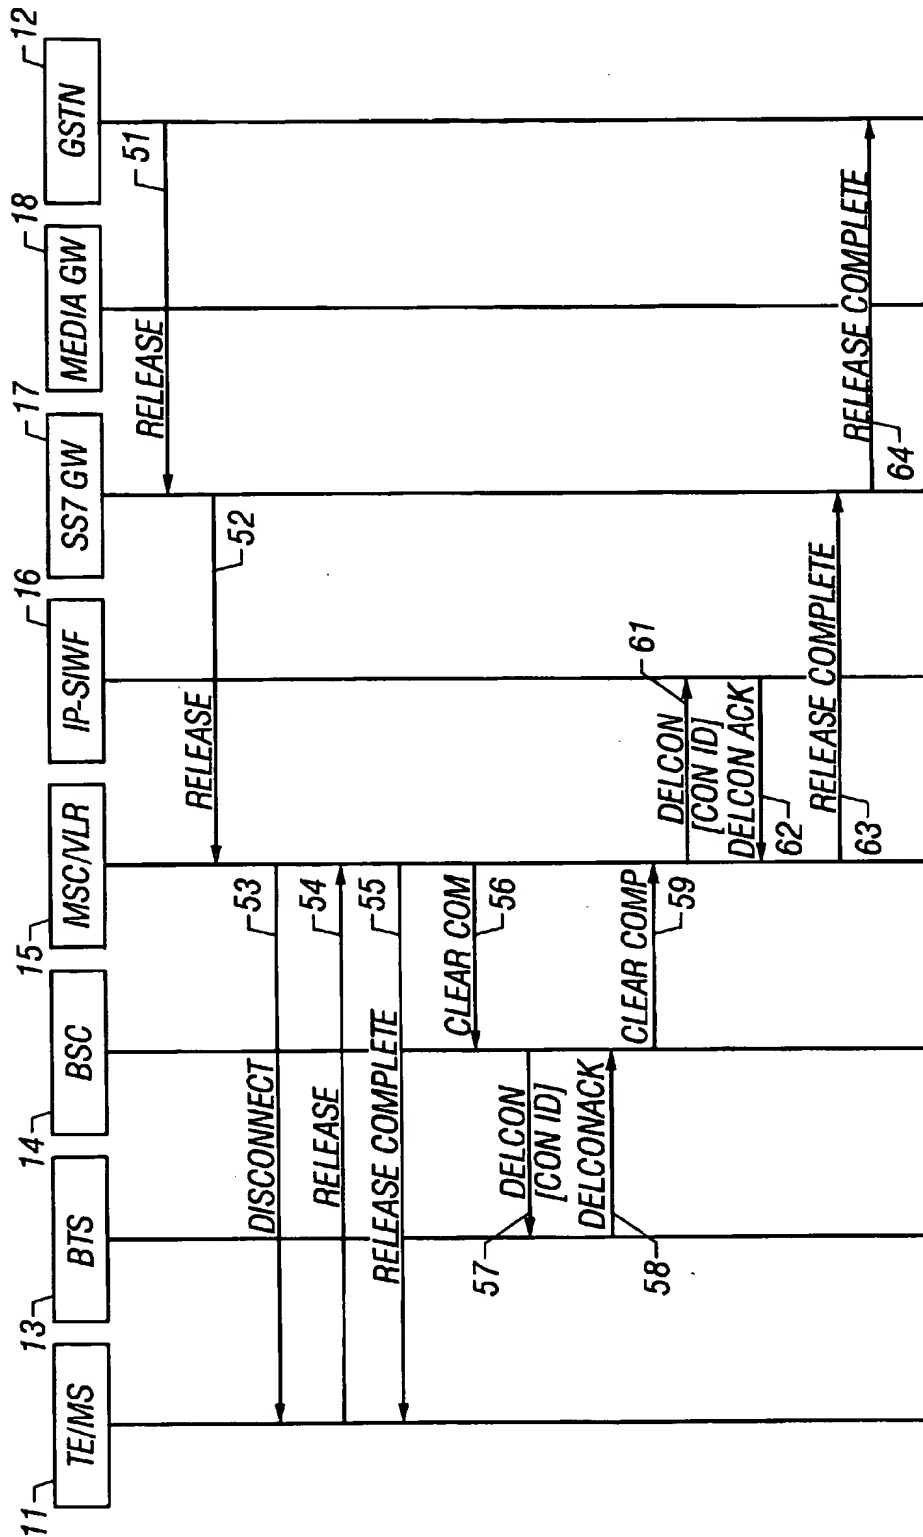 11
TE/MS
13
BTS
14
BSC
15
MSC/VLR
16
IP-SIWF
17
SS7 GW
18
MEDIA GW
12
GSTN
RELEASE
51
RELEASE
52
DISCONNECT
53
RELEASE
54
RELEASE COMPLETE
55
CLEAR COM
56
DELCON
[CON ID]
57
DELCONACK
58
CLEAR COMP
59
DELCON
[CON ID]
61
DELCON ACK
62
RELEASE COMPLETE
63
RELEASE COMPLETE
64